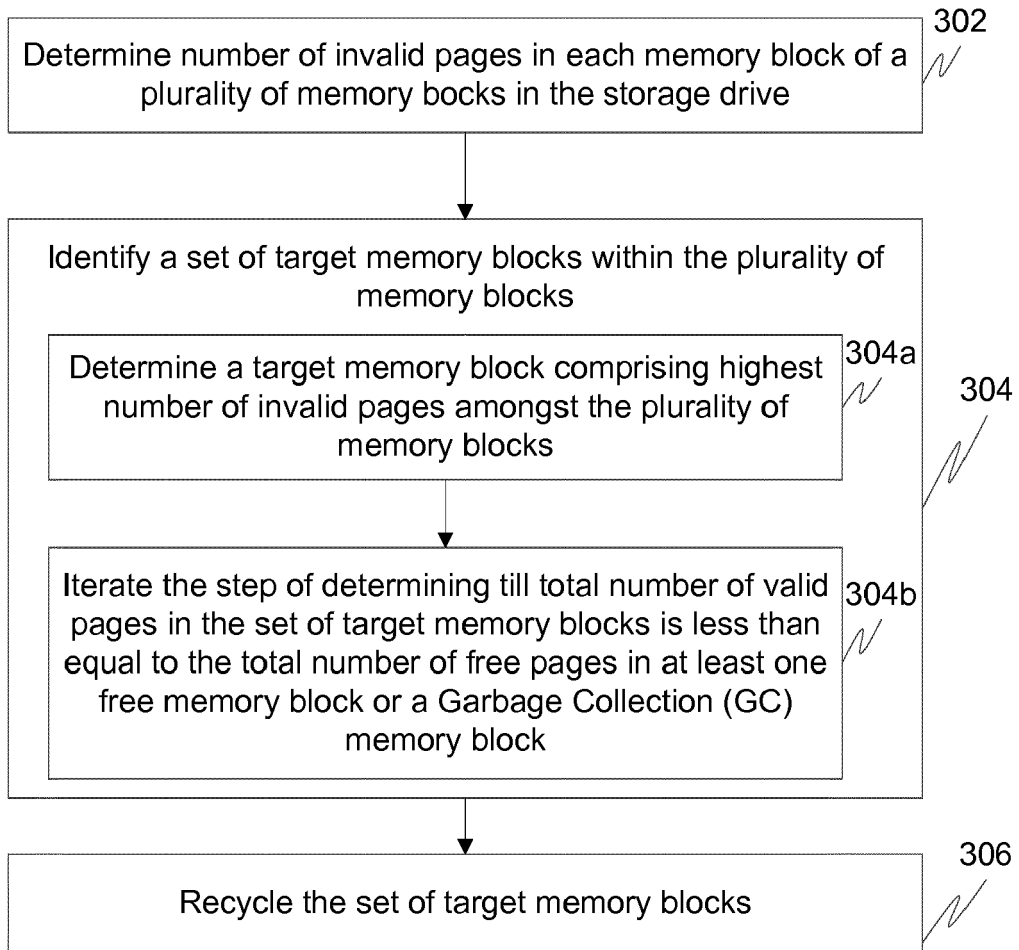 302
Determine number of invalid pages in each memory block of a
plurality of memory bocks in the storage drive
Identify a set of target memory blocks within the plurality of
memory blocks
304a
Determine a target memory block comprising highest
number of invalid pages amongst the plurality of
memory blocks
304
304b
Iterate the step of determining till total number of valid
pages in the set of target memory blocks is less than
equal to the total number of free pages in at least one
free memory block or a Garbage Collection (GC)
memory block
306
Recycle the set of target memory blocks